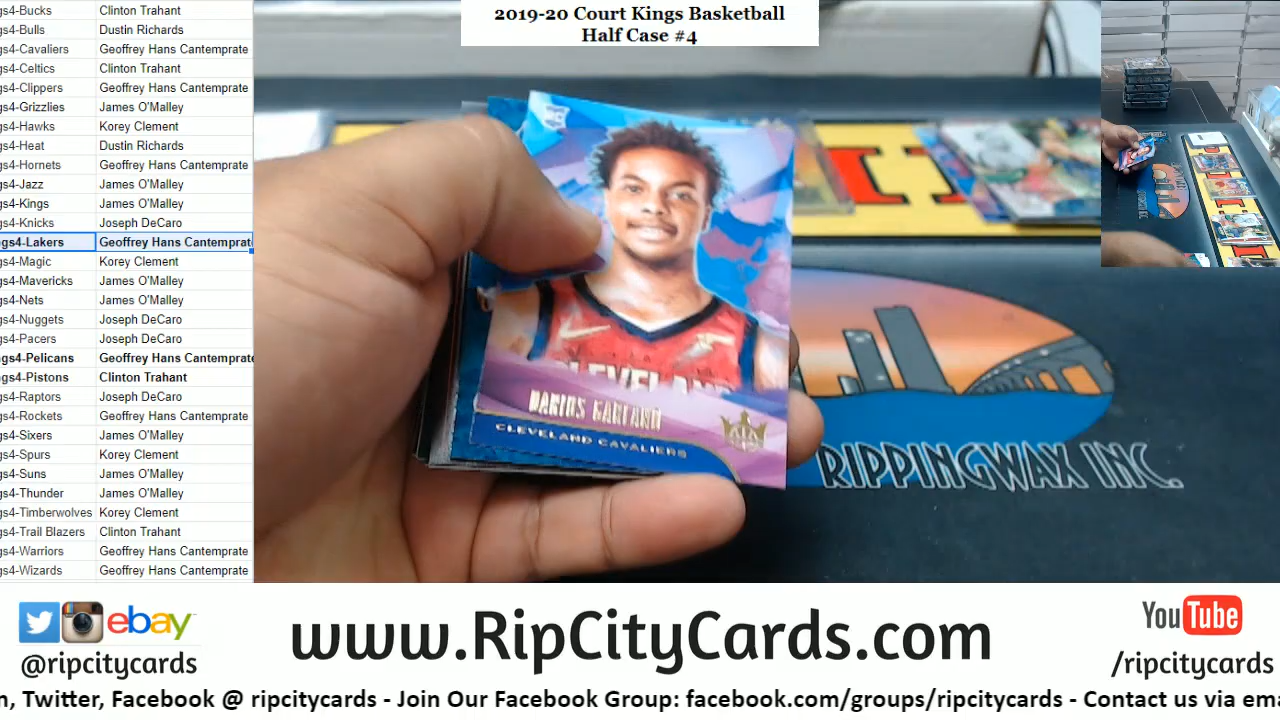 2019-20 Court Kings Basketball
Half Case #4
gs4-Bucks Clinton Trahant
gs4-Bulls Dustin Richards
gs4-Cavaliers Geoffrey Hans Cantemprate
gs4-Celtics Clinton Trahant
gs4-Clippers Geoffrey Hans Cantemprate
gs4-Grizzlies James O'Malley
gs4-Hawks Korey Clement
gs4-Heat Dustin Richards
gs4-Hornets Geoffrey Hans Cantemprate
gs4-Jazz James O'Malley
gs4-Kings James O'Malley
gs4-Knicks Joseph DeCaro
gs4-Lakers Geoffrey Hans Cantemprat
gs4-Magic Korey Clement
gs4-Mavericks James O'Malley
gs4-Nets James O'Malley
gs4-Nuggets Joseph DeCaro
gs4-Pacers Joseph DeCaro
gs4-Pelicans Geoffrey Hans Cantemprate
gs4-Pistons Clinton Trahant
gs4-Raptors Joseph DeCaro
gs4-Rockets Geoffrey Hans Cantemprate
gs4-Sixers James O'Malley
gs4-Spurs Korey Clement
gs4-Suns James O'Malley
gs4-Thunder James O'Malley
gs4-Timberwolves Korey Clement
gs4-Trail Blazers Clinton Trahant
gs4-Warriors Geoffrey Hans Cantemprate
gs4-Wizards Geoffrey Hans Cantemprate
CLEVELAND
DARIUS GARLAND
CLEVELAND CAVALIERS
RIPPINGWAX INC.
ebay
@ripcitycards
www.RipCityCards.com
YouTube
/ripcitycards
n, Twitter, Facebook @ ripcitycards - Join Our Facebook Group: facebook.com/groups/ripcitycards - Contact us via ema